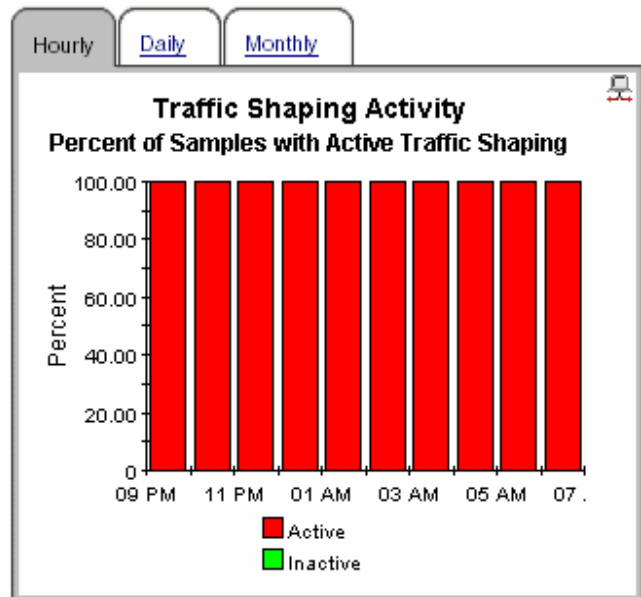 Hourly Daily Monthly
Traffic Shaping Activity
Percent of Samples with Active Traffic Shaping
100.00
80.00
60.00
40.00
20.00
0
Percent
09 PM 11 PM 01 AM 03 AM 05 AM 07 .
Active
Inactive